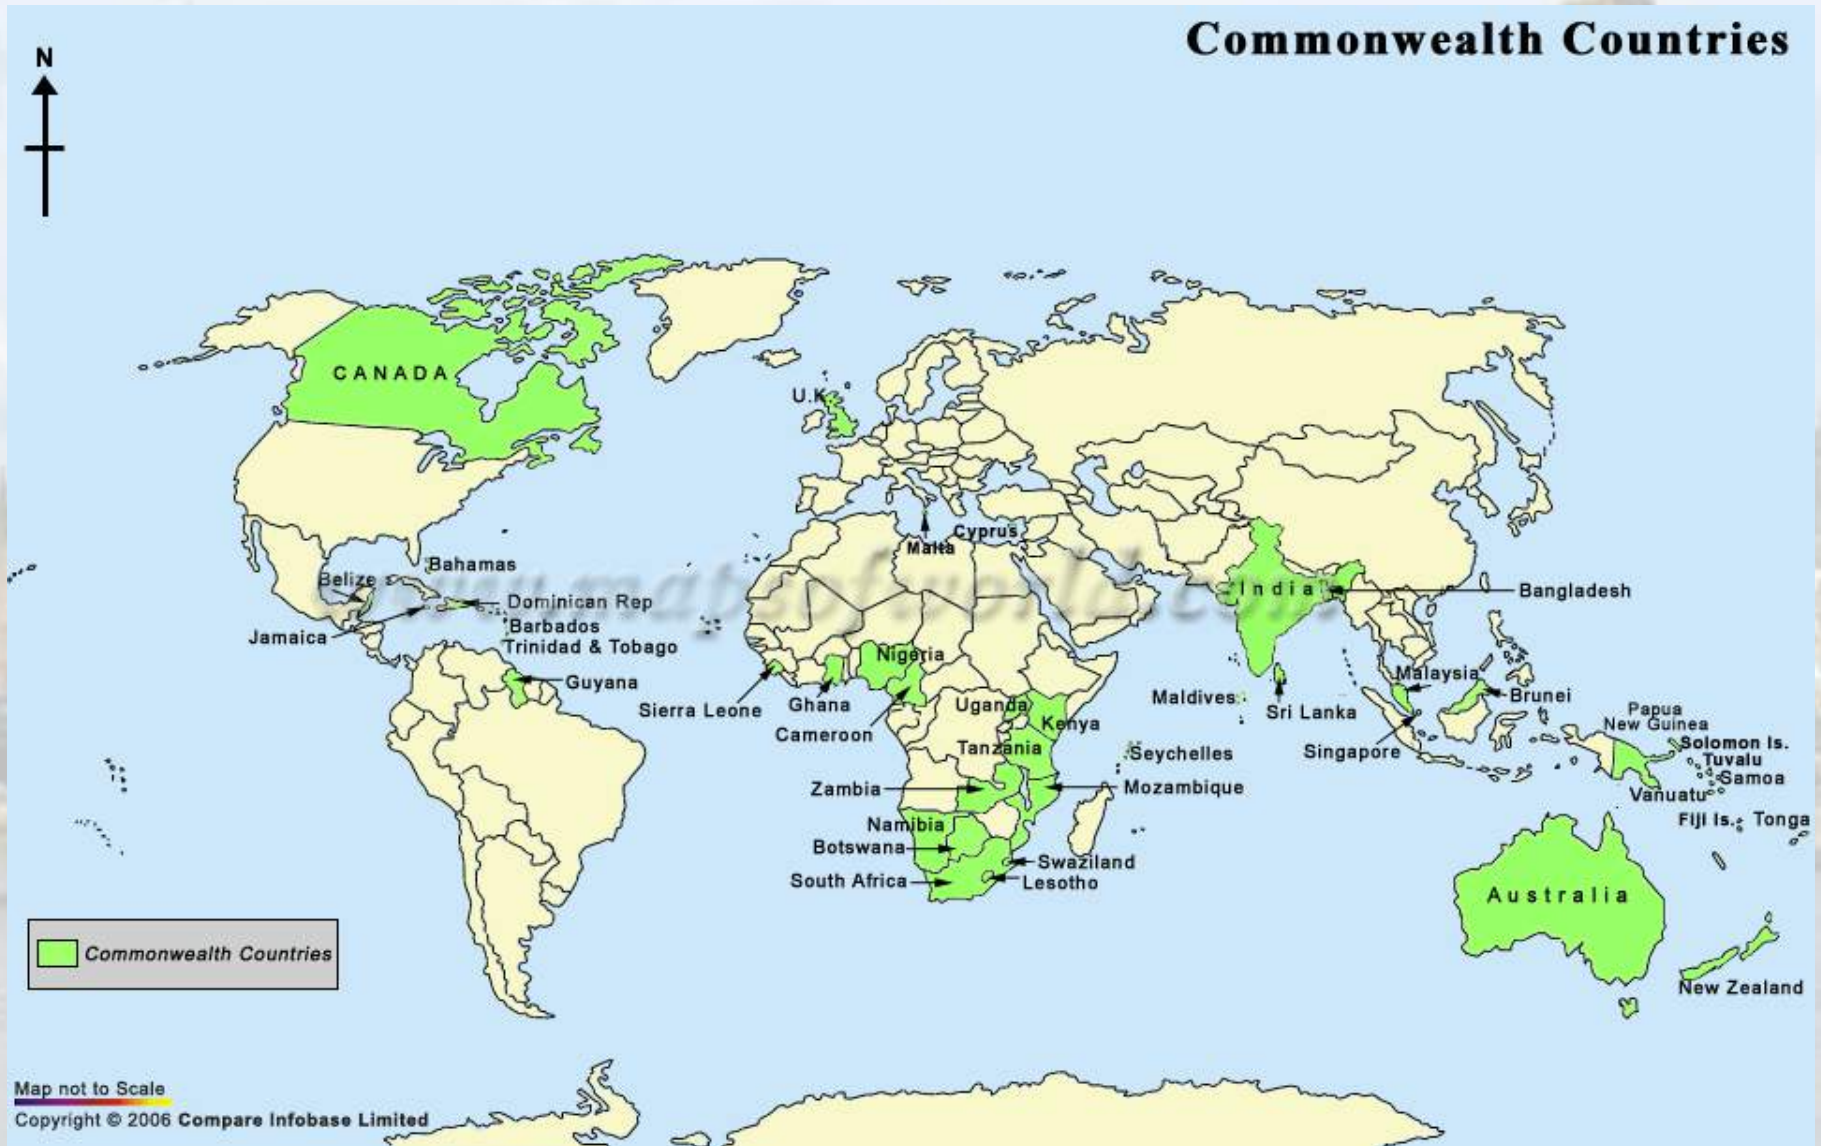 Commonwealth Countries
N
CANADA
U.K
Cyprus
Malta
Bahamas
Belize
Dominican Rep
Barbados
Jamaica
Trinidad & Tobago
Guyana
www.mapsofworld.com
India
Bangladesh
Nigeria
Sierra Leone
Ghana
Cameroon
Uganda
Kenya
Tanzania
Seychelles
Maldives
Sri Lanka
Malaysia
Brunei
Singapore
Papua
New Guinea
Solomon Is.
Tuvalu
Samoa
Vanuatu
Fiji Is.
Tonga
Zambia
Mozambique
Namibia
Botswana
Swaziland
South Africa
Lesotho
Australia
New Zealand
Commonwealth Countries
Map not to Scale
Copyright © 2006 Compare Infobase Limited